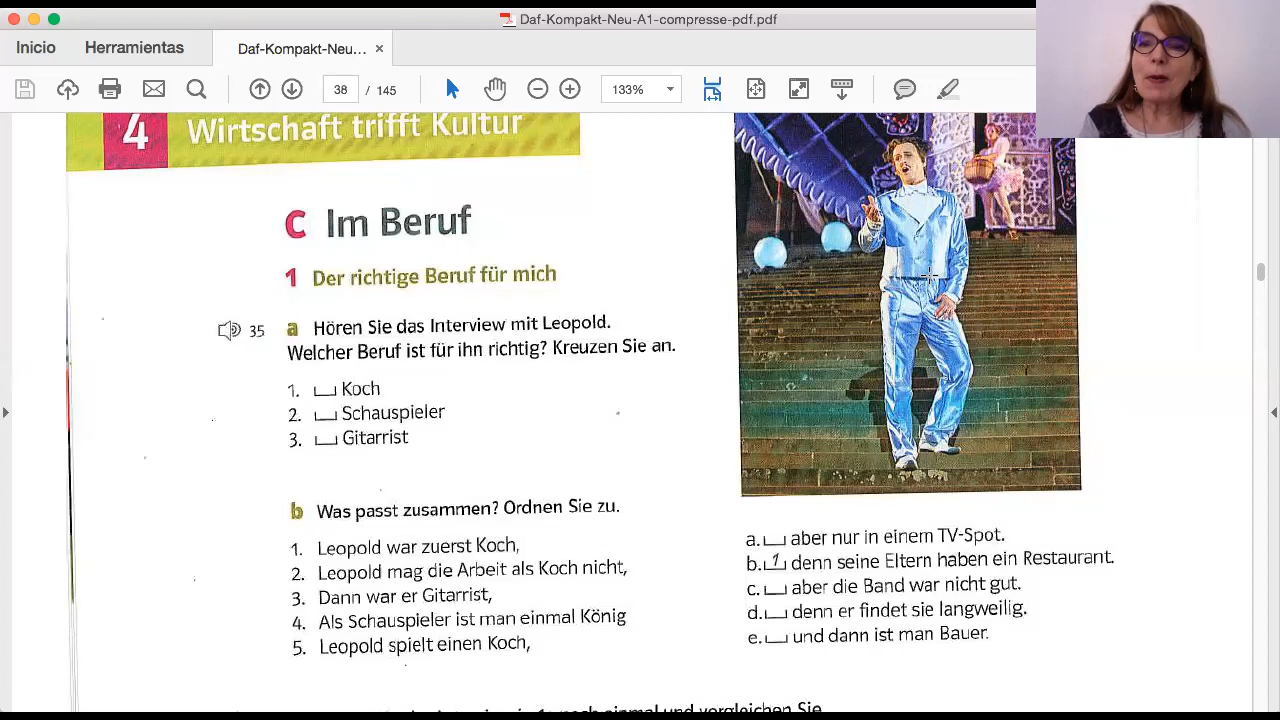 Daf-Kompakt-Neu-A1-compresse-pdf.pdf
Inicio
Herramientas
Daf-Kompakt-Neu... ×
38 / 145
133%
4 Wirtschaft trifft Kultur
C Im Beruf
1 Der richtige Beruf für mich
35 a Hören Sie das Interview mit Leopold.
Welcher Beruf ist für ihn richtig? Kreuzen Sie an.
1. Koch
2. Schauspieler
3. Gitarrist
b Was passt zusammen? Ordnen Sie zu.
1. Leopold war zuerst Koch,
2. Leopold mag die Arbeit als Koch nicht,
3. Dann war er Gitarrist,
4. Als Schauspieler ist man einmal König
5. Leopold spielt einen Koch,
a. aber nur in einem TV-Spot.
b. 1 denn seine Eltern haben ein Restaurant.
c. aber die Band war nicht gut.
d. denn er findet sie langweilig.
e. und dann ist man Bauer.
noch einmal und vergleichen Sie